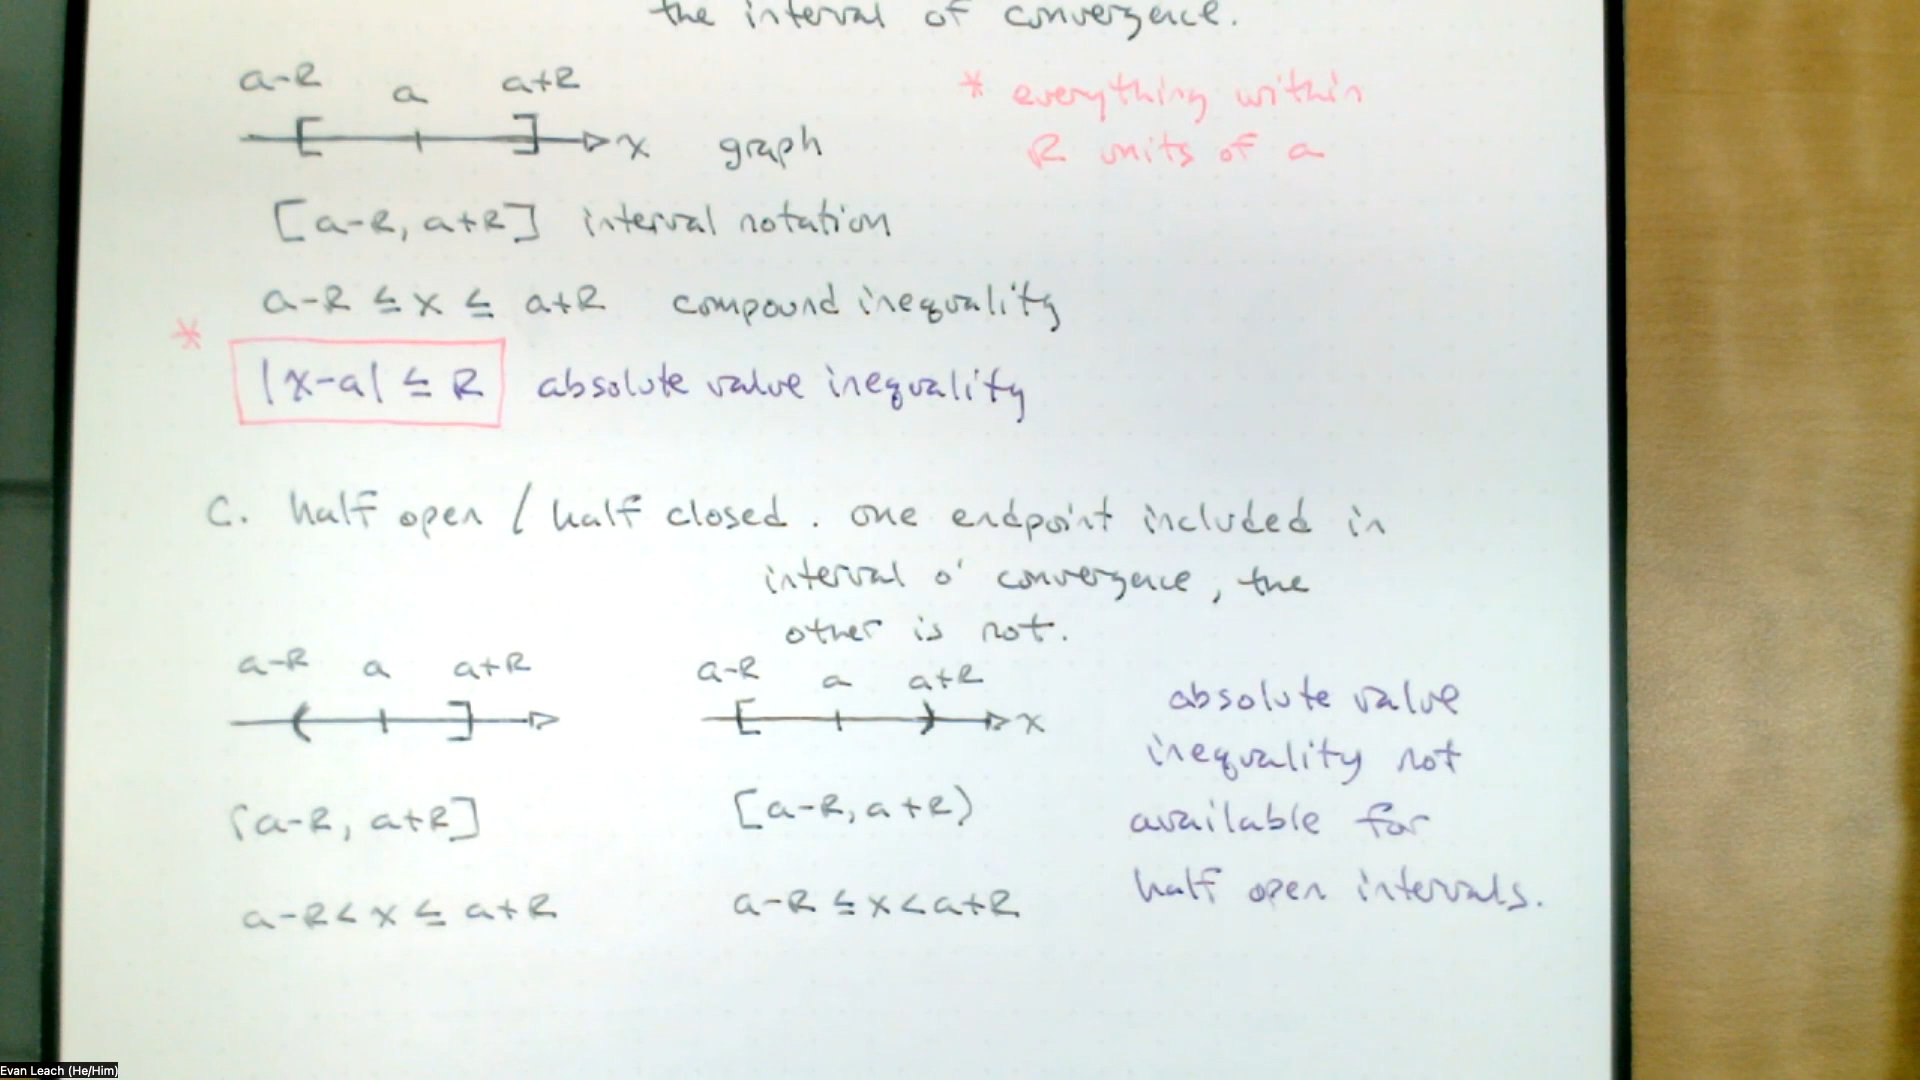 the interval of convergence.
a-R a a+R
x graph
* everything within
R units of a
[a-R, a+R] interval notation
a-R ≤ x ≤ a+R compound inequality
*
|x-a| ≤ R absolute value inequality
C. half open / half closed. one endpoint included in
interval o' convergence, the
other is not.
a-R a a+R
a-R a a+R
x
(a-R, a+R]
[a-R, a+R)
a-R < x ≤ a+R
a-R ≤ x < a+R
absolute value
inequality not
available for
half open intervals.
Evan Leach (He/Him)